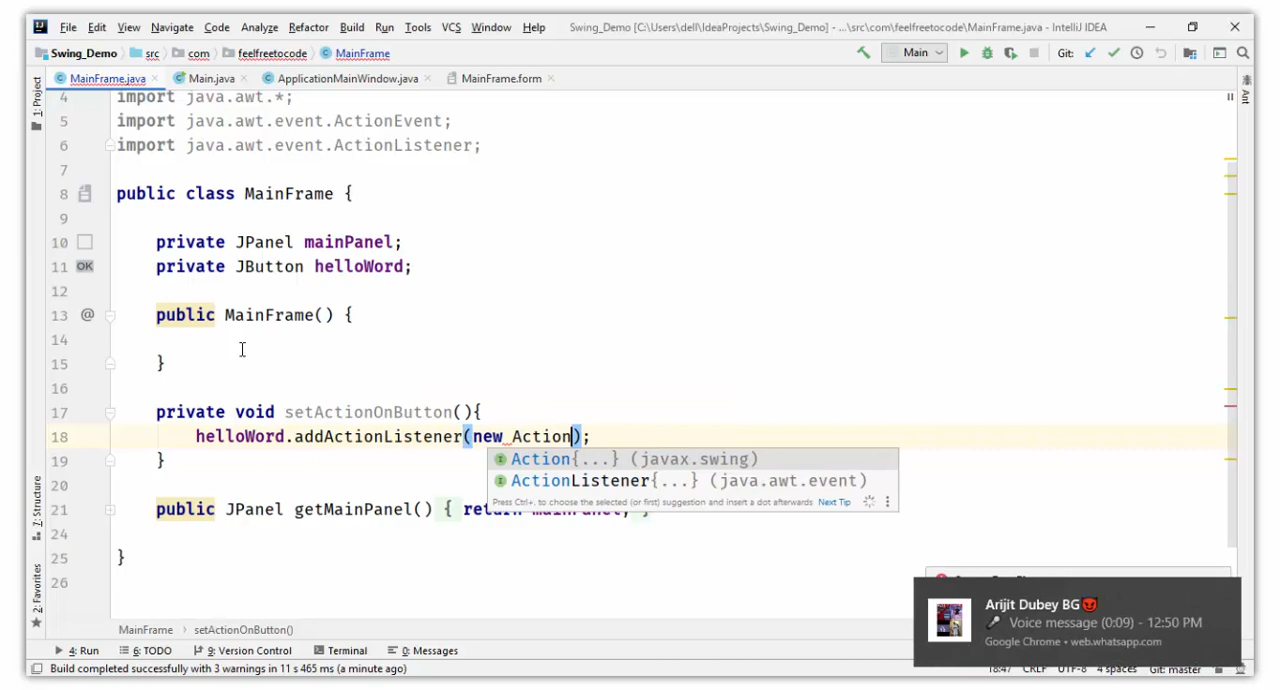 File Edit View Navigate Code Analyze Refactor Build Run Tools VCS Window Help Swing_Demo [C:\Users\dell\IdeaProjects\Swing_Demo] - ...\src\com\feelfreetocode\MainFrame.java - IntelliJ IDEA
Swing_Demo src com feelfreetocode MainFrame Main Git:
MainFrame.java Main.java ApplicationMainWindow.java MainFrame.form
1: Project
Ant
4 import java.awt.*;
5 import java.awt.event.ActionEvent;
6 import java.awt.event.ActionListener;
7
8 public class MainFrame {
9
10 private JPanel mainPanel;
11 OK private JButton helloWord;
12
13 @ public MainFrame() {
14
15 }
16
17 private void setActionOnButton(){
18 helloWord.addActionListener(new Action);
Action{...} (javax.swing)
19 }
ActionListener{...} (java.awt.event)
20
Press Ctrl+. to choose the selected (or first) suggestion and insert a dot afterwards Next Tip
21 public JPanel getMainPanel() { return mainPanel; }
24
25 }
26
7: Structure
2: Favorites
Arijit Dubey BG😈
🎤 Voice message (0:09) - 12:50 PM
Google Chrome • web.whatsapp.com
MainFrame › setActionOnButton()
4: Run 6: TODO 9: Version Control Terminal 0: Messages
Build completed successfully with 3 warnings in 11 s 465 ms (a minute ago) 18:47 CRLF UTF-8 4 spaces Git: master